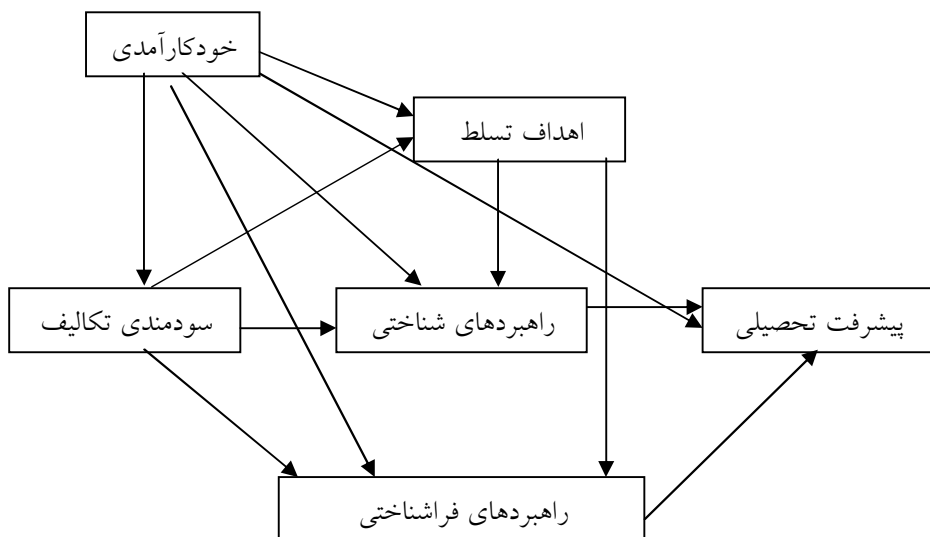 خودکارآمدی
اهداف تسلط
سودمندی تکالیف
راهبردهای شناختی
پیشرفت تحصیلی
راهبردهای فراشناختی